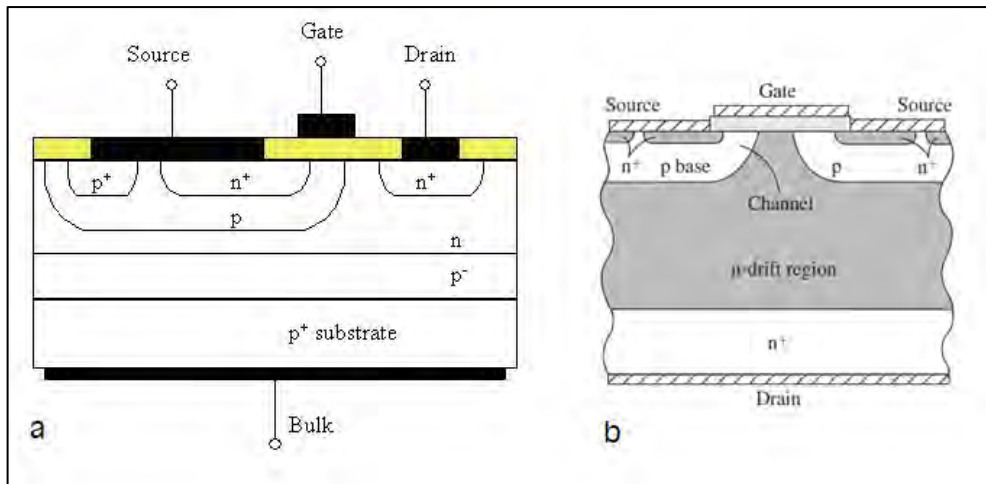 Gate
Source
Drain
p+
n+
n+
p
n
p-
p+ substrate
Bulk
a
Gate
Source
Source
n+
p base
p
n+
Channel
n-drift region
n+
Drain
b